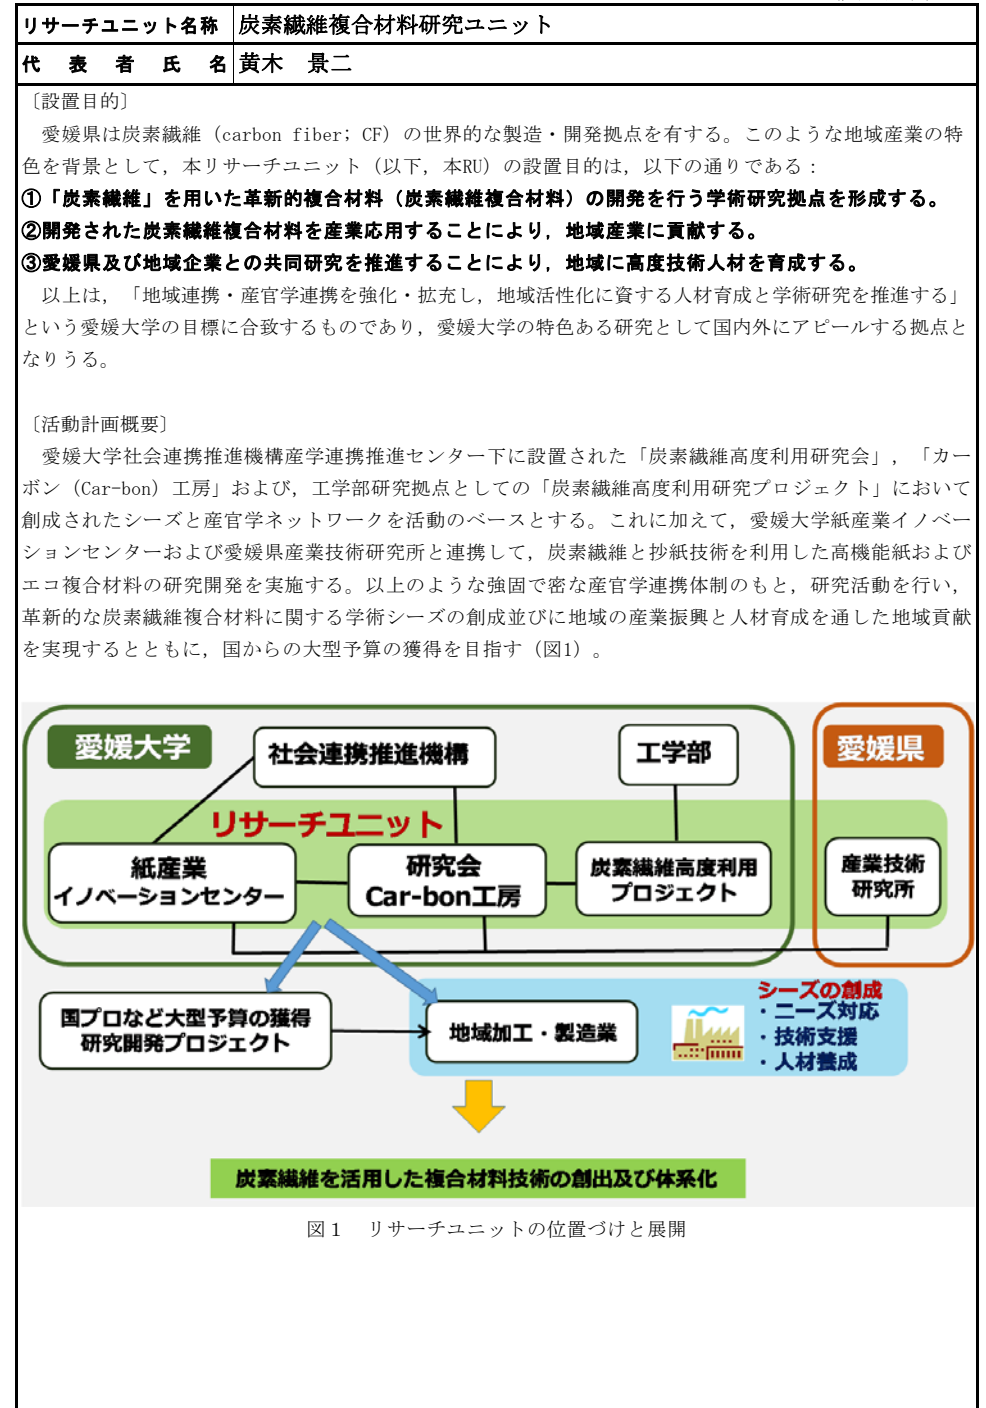 リサーチユニット名称 炭素繊維複合材料研究ユニット
代 表 者 氏 名 黄木 景二
〔設置目的〕
愛媛県は炭素繊維（carbon fiber; CF）の世界的な製造・開発拠点を有する。このような地域産業の特
色を背景として，本リサーチユニット（以下，本RU）の設置目的は，以下の通りである：
①「炭素繊維」を用いた革新的複合材料（炭素繊維複合材料）の開発を行う学術研究拠点を形成する。
②開発された炭素繊維複合材料を産業応用することにより，地域産業に貢献する。
③愛媛県及び地域企業との共同研究を推進することにより，地域に高度技術人材を育成する。
以上は，「地域連携・産官学連携を強化・拡充し，地域活性化に資する人材育成と学術研究を推進する」
という愛媛大学の目標に合致するものであり，愛媛大学の特色ある研究として国内外にアピールする拠点と
なりうる。
〔活動計画概要〕
愛媛大学社会連携推進機構産学連携推進センター下に設置された「炭素繊維高度利用研究会」，「カー
ボン（Car-bon）工房」および，工学部研究拠点としての「炭素繊維高度利用研究プロジェクト」において
創成されたシーズと産官学ネットワークを活動のベースとする。これに加えて，愛媛大学紙産業イノベー
ションセンターおよび愛媛県産業技術研究所と連携して，炭素繊維と抄紙技術を利用した高機能紙および
エコ複合材料の研究開発を実施する。以上のような強固で密な産官学連携体制のもと，研究活動を行い，
革新的な炭素繊維複合材料に関する学術シーズの創成並びに地域の産業振興と人材育成を通した地域貢献
を実現するとともに，国からの大型予算の獲得を目指す（図1）。
愛媛大学
社会連携推進機構
工学部
愛媛県
リサーチユニット
紙産業
イノベーションセンター
研究会
Car-bon工房
炭素繊維高度利用
プロジェクト
産業技術
研究所
国プロなど大型予算の獲得
研究開発プロジェクト
地域加工・製造業
シーズの創成
・ニーズ対応
・技術支援
・人材養成
炭素繊維を活用した複合材料技術の創出及び体系化
図１ リサーチユニットの位置づけと展開